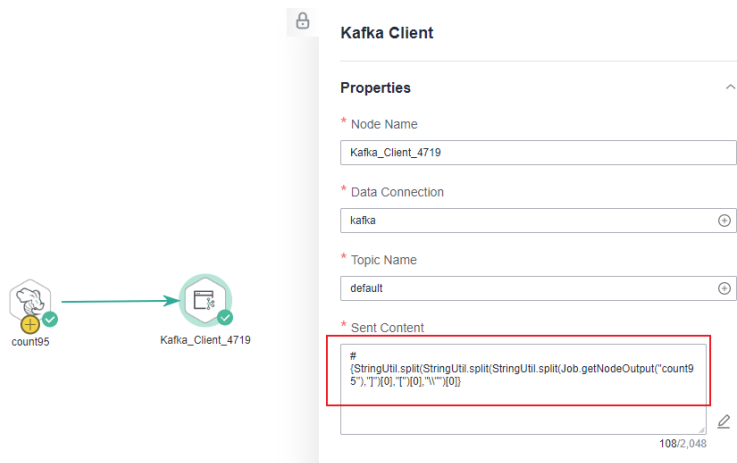 Kafka Client
Properties
* Node Name
Kafka_Client_4719
* Data Connection
kafka
* Topic Name
default
* Sent Content
#
{StringUtil.split(StringUtil.split(StringUtil.split(Job.getNodeOutput("count9
5"),"]")[0],"[")[0],"\\"")[0]}
108/2,048
count95
Kafka_Client_4719